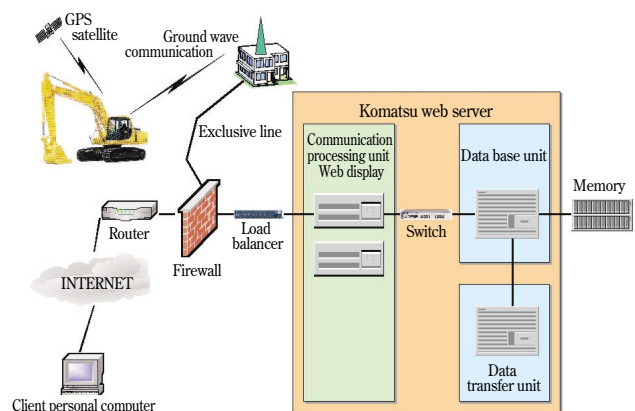 GPS
satellite
Ground wave
communication
Exclusive line
Komatsu web server
Communication
processing unit
Web display
Data base unit
Memory
Router
Firewall
Load
balancer
Switch
INTERNET
Data
transfer unit
Client personal computer